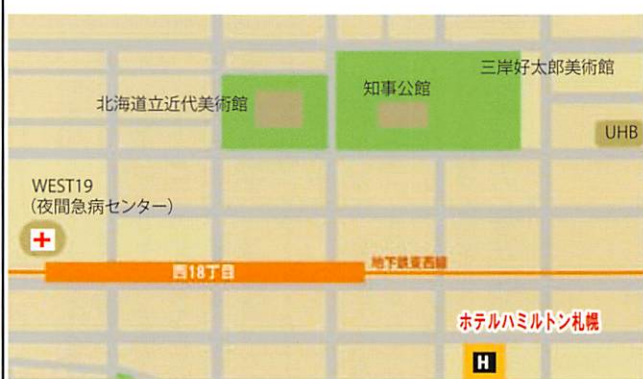 三岸好太郎美術館
知事公館
北海道立近代美術館
UHB
WEST19
(夜間急病センター)
西18丁目
地下鉄東西線
ホテルハミルトン札幌
H